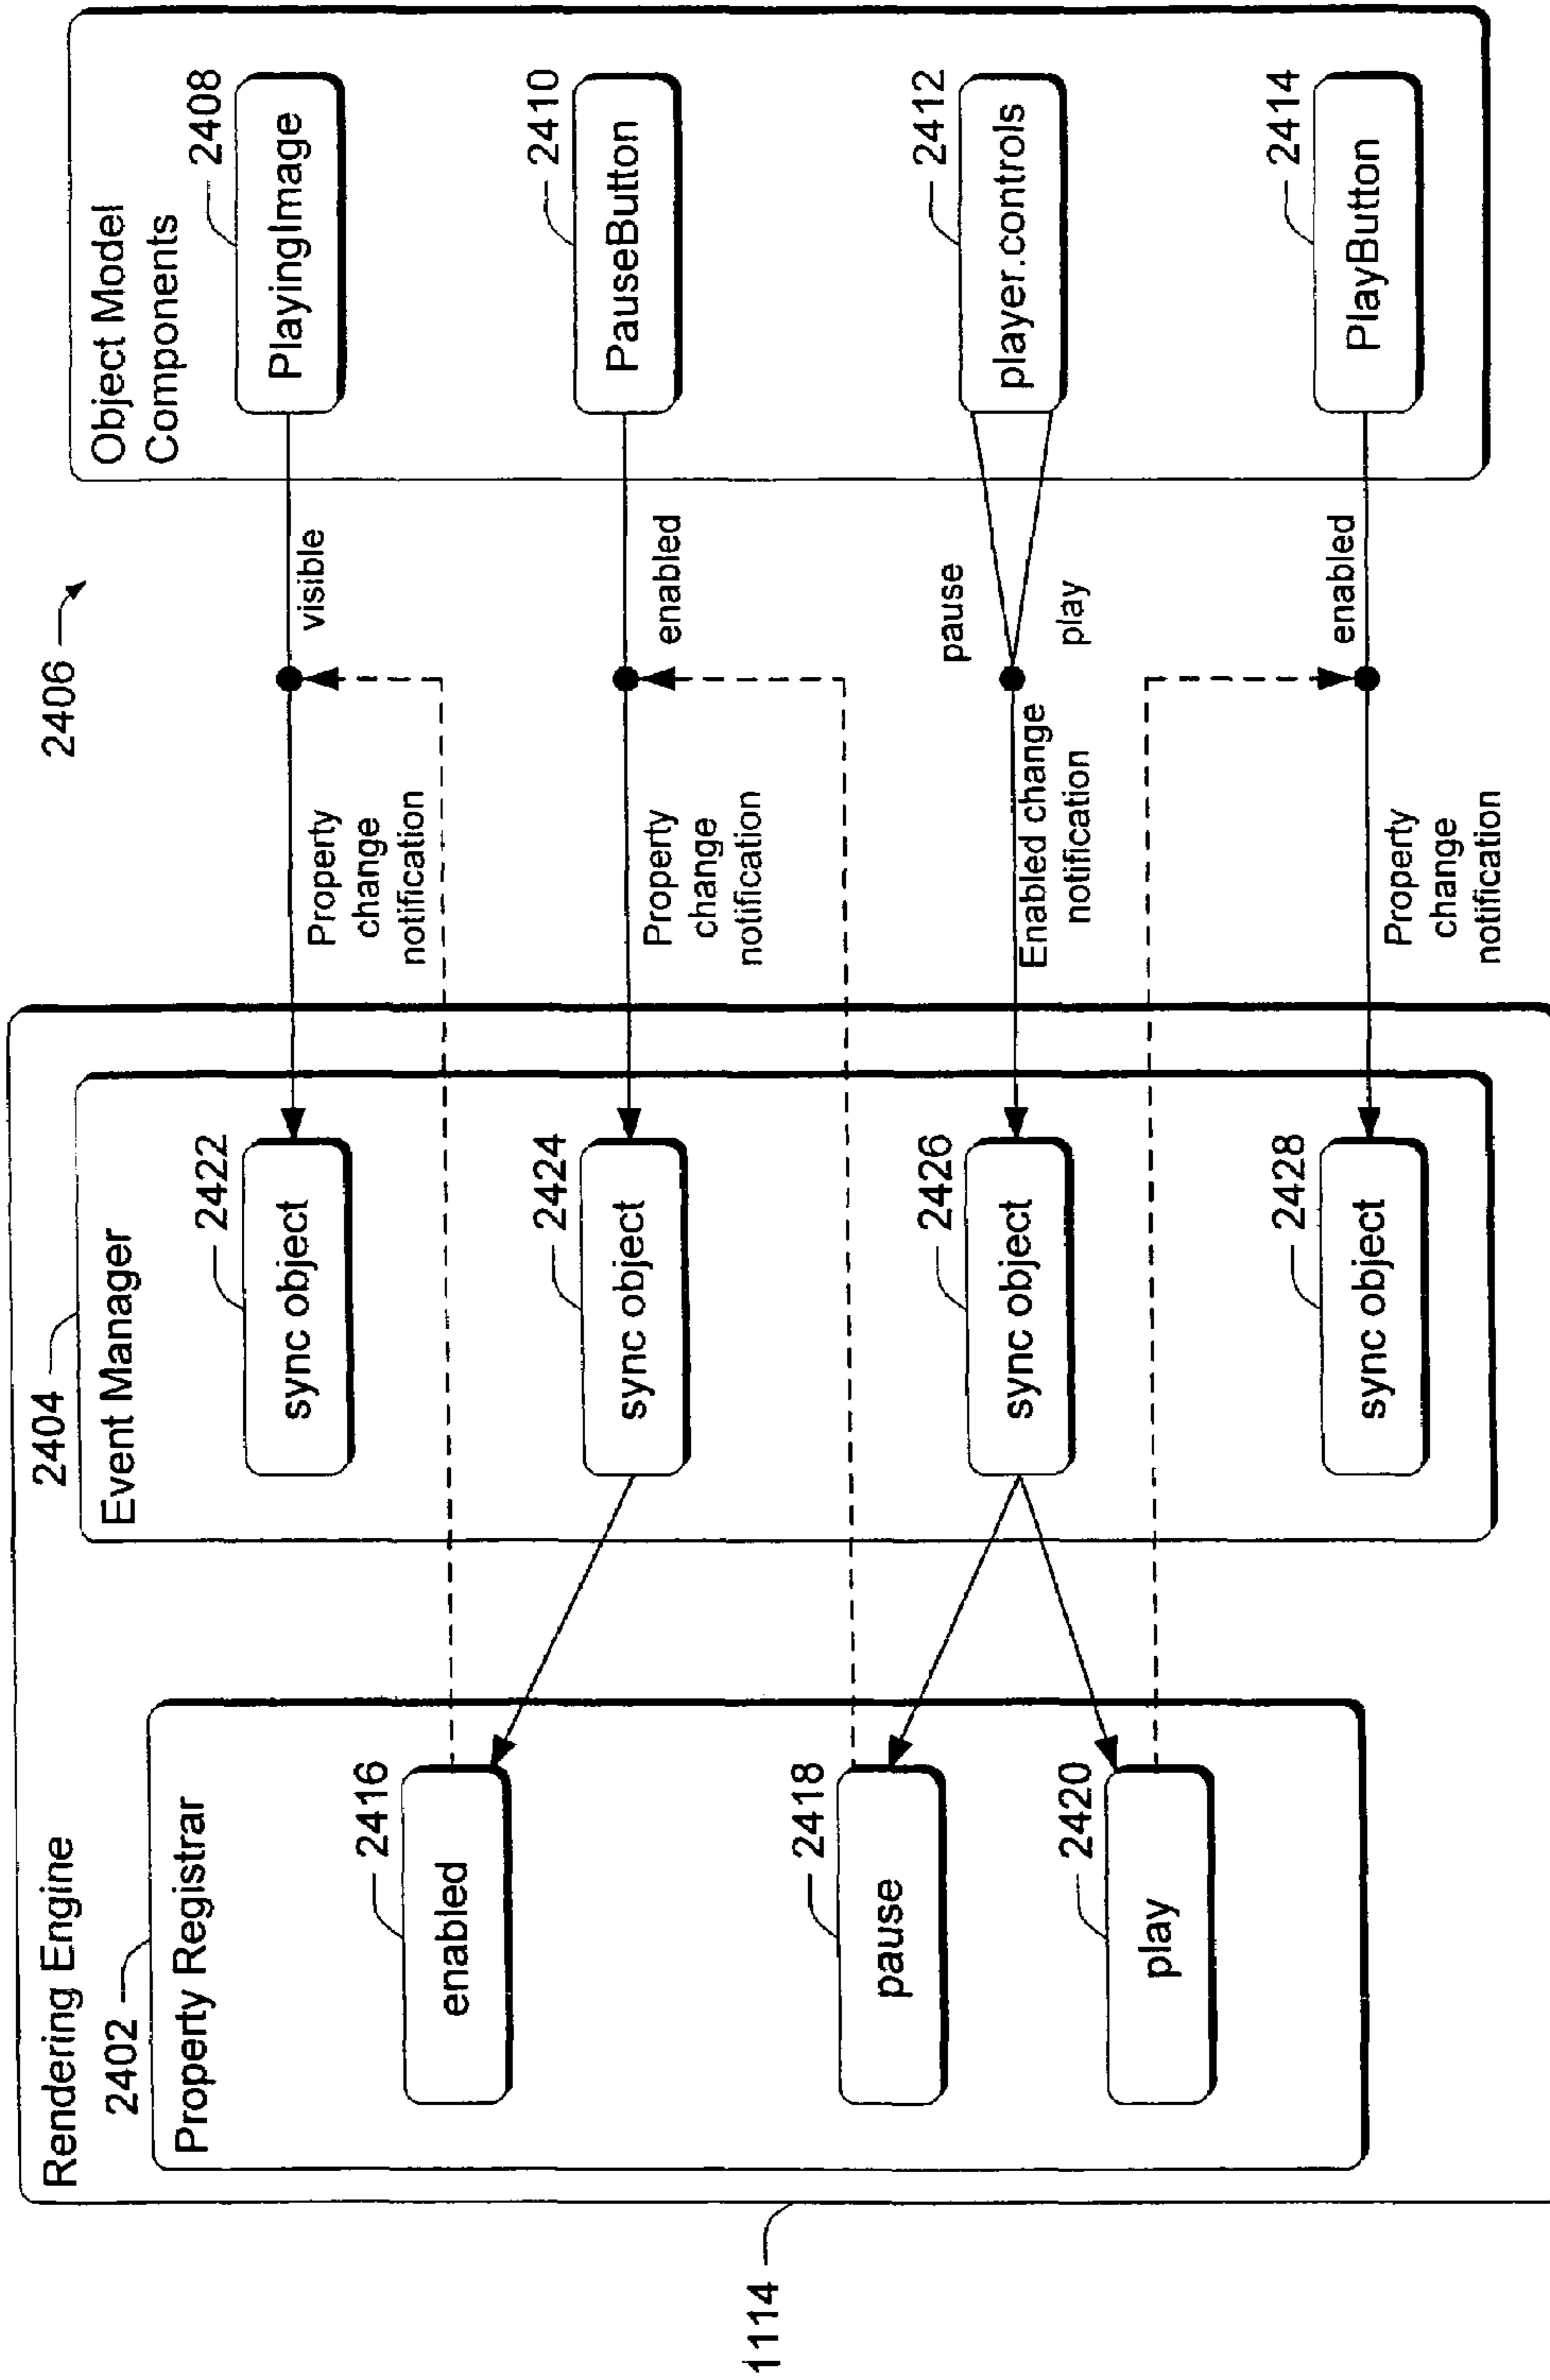 1114
Rendering Engine
2402
Property Registrar
2416
enabled
2418
pause
2420
play
2404
Event Manager
2422
sync object
2424
sync object
2426
sync object
2428
sync object
2406
visible
Property
change
notification
enabled
Property
change
notification
pause
play
Enabled change
notification
enabled
Property
change
notification
Object Model
Components
2408
PlayingImage
2410
PauseButton
2412
player.controls
2414
PlayButton